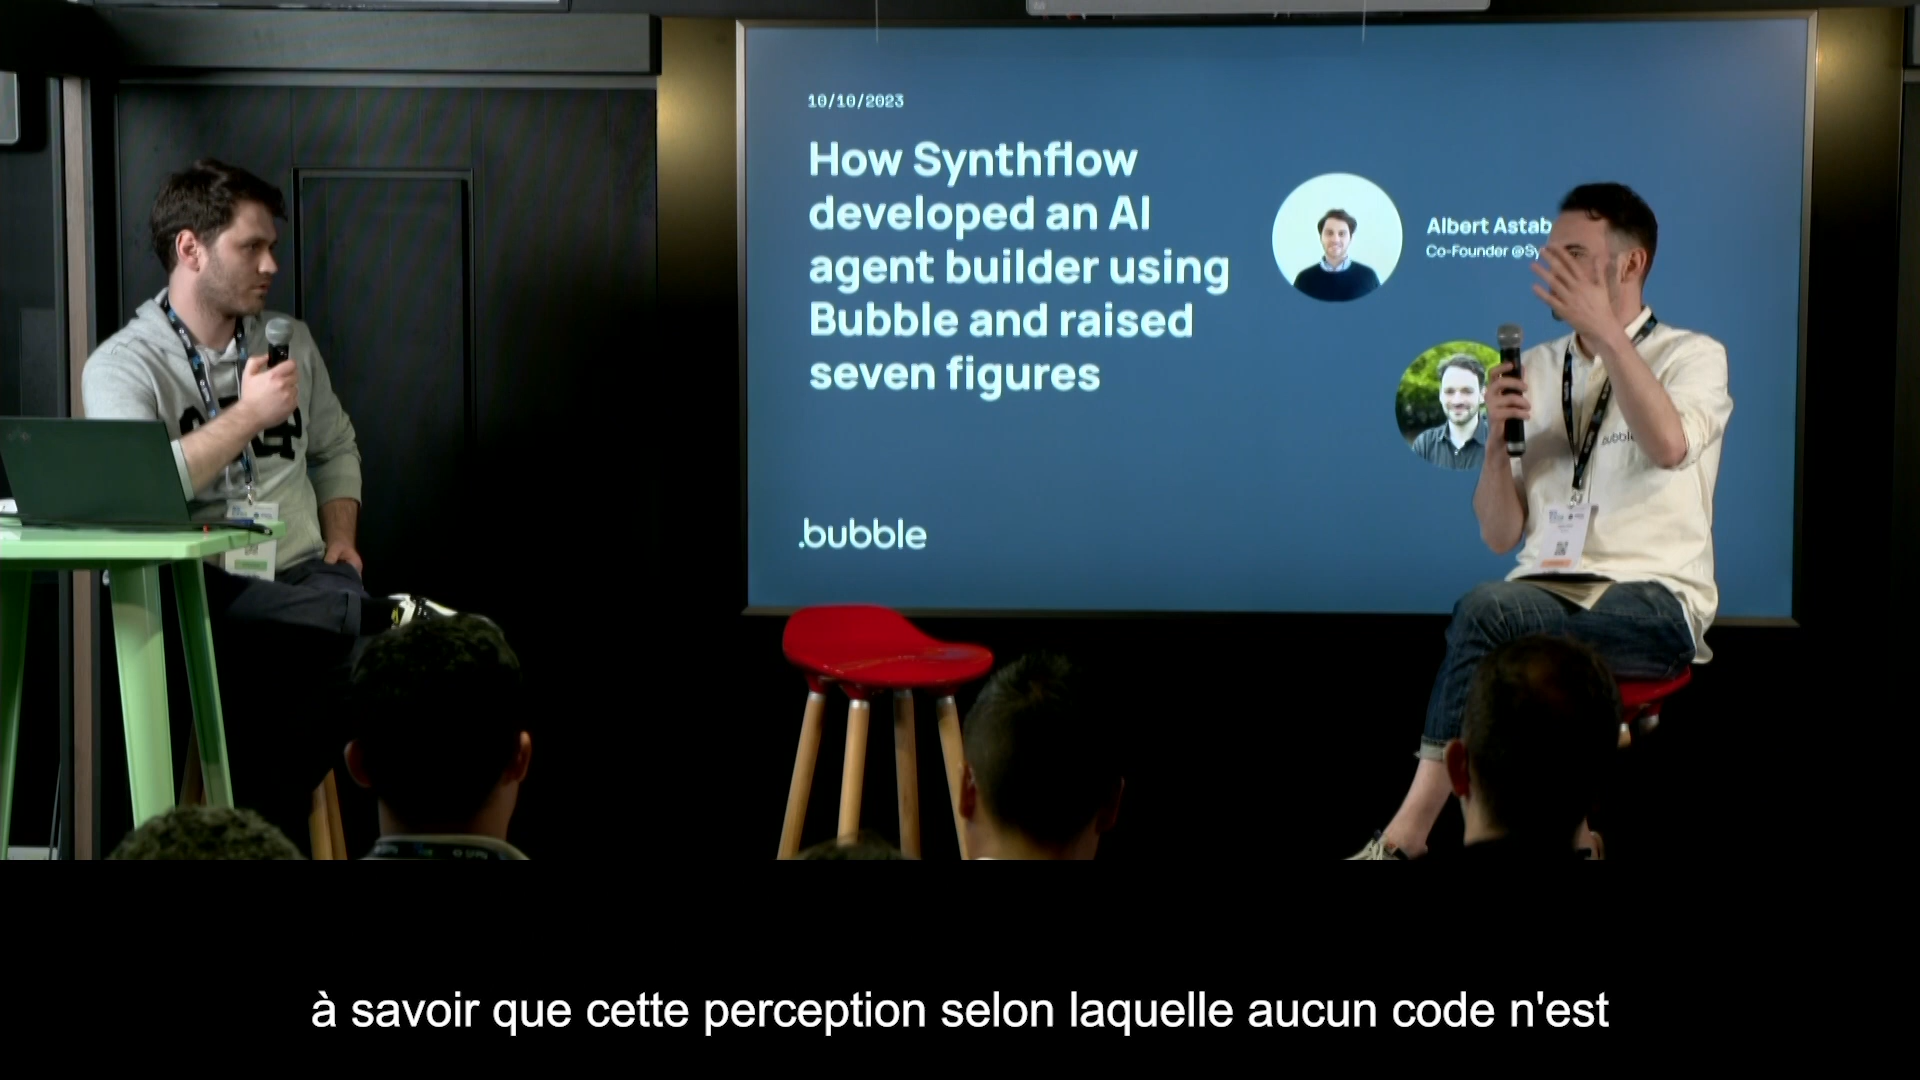 10/10/2023
How Synthflow
developed an AI
agent builder using
Bubble and raised
seven figures
Albert Astab
Co-Founder @Sy
.bubble
bubble
à savoir que cette perception selon laquelle aucun code n'est